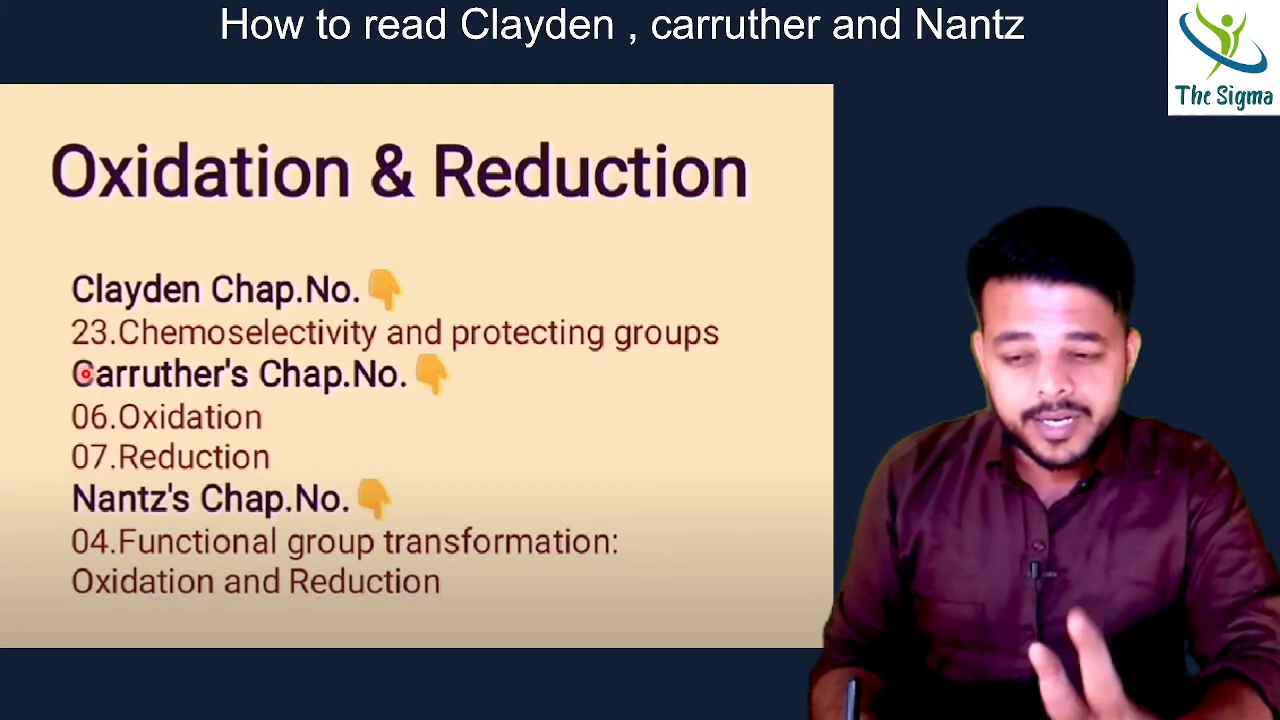 How to read Clayden , carruther and Nantz
The Sigma
Oxidation & Reduction
Clayden Chap.No.👇
23.Chemoselectivity and protecting groups
Carruther's Chap.No.👇
06.Oxidation
07.Reduction
Nantz's Chap.No.👇
04.Functional group transformation:
Oxidation and Reduction